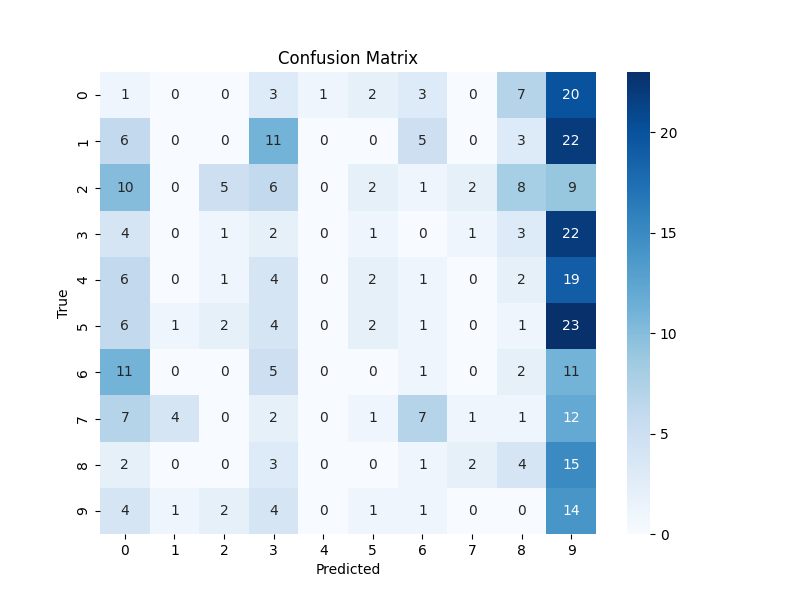 Confusion Matrix
0 1 0 0 3 1 2 3 0 7 20
1 6 0 0 11 0 0 5 0 3 22
2 10 0 5 6 0 2 1 2 8 9
3 4 0 1 2 0 1 0 1 3 22
4 6 0 1 4 0 2 1 0 2 19
5 6 1 2 4 0 2 1 0 1 23
6 11 0 0 5 0 0 1 0 2 11
7 7 4 0 2 0 1 7 1 1 12
8 2 0 0 3 0 0 1 2 4 15
9 4 1 2 4 0 1 1 0 0 14
0 1 2 3 4 5 6 7 8 9
Predicted
True
20
15
10
5
0